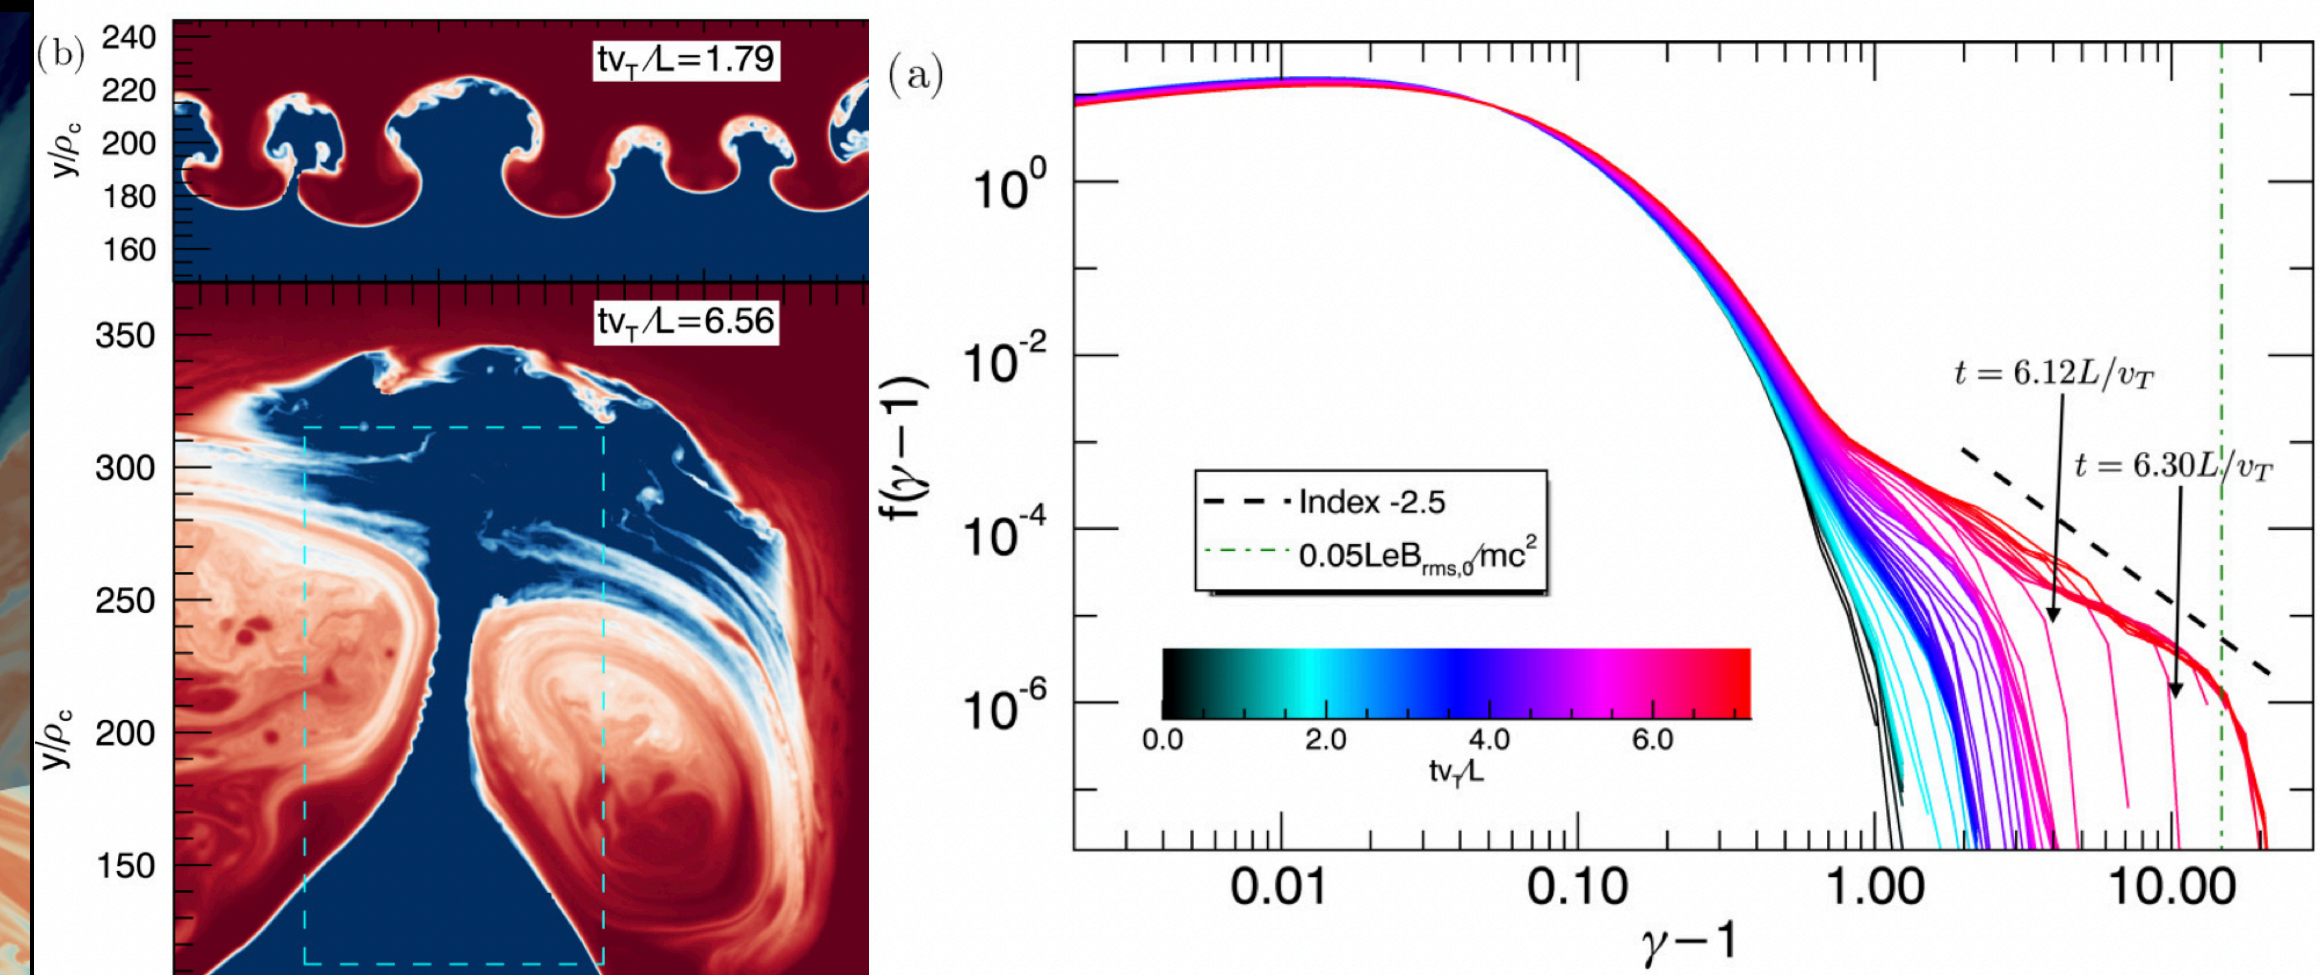 (b)
240
220
200
180
160
y/ρc
tvT/L=1.79
350
300
250
200
150
y/ρc
tvT/L=6.56
(a)
10^0
10^-2
10^-4
10^-6
f(γ−1)
t = 6.12L/vT
t = 6.30L/vT
Index -2.5
0.05LeBrms,0/mc^2
0.0 2.0 4.0 6.0
tvT/L
0.01 0.10 1.00 10.00
γ−1